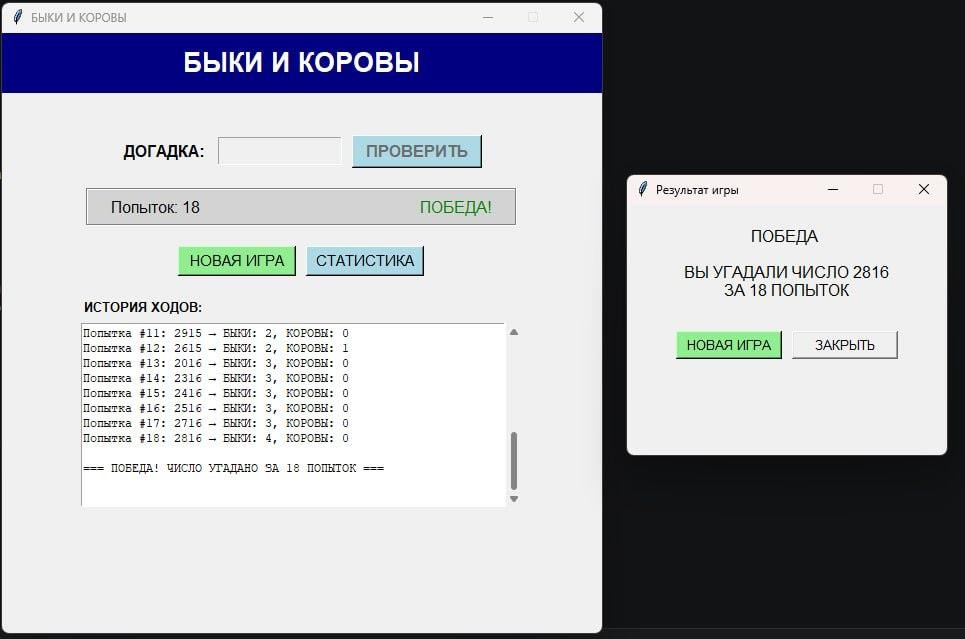 БЫКИ И КОРОВЫ
БЫКИ И КОРОВЫ
ДОГАДКА:
ПРОВЕРИТЬ
Попыток: 18
ПОБЕДА!
НОВАЯ ИГРА
СТАТИСТИКА
ИСТОРИЯ ХОДОВ:
Попытка #11: 2915 → БЫКИ: 2, КОРОВЫ: 0
Попытка #12: 2615 → БЫКИ: 2, КОРОВЫ: 1
Попытка #13: 2016 → БЫКИ: 3, КОРОВЫ: 0
Попытка #14: 2316 → БЫКИ: 3, КОРОВЫ: 0
Попытка #15: 2416 → БЫКИ: 3, КОРОВЫ: 0
Попытка #16: 2516 → БЫКИ: 3, КОРОВЫ: 0
Попытка #17: 2716 → БЫКИ: 3, КОРОВЫ: 0
Попытка #18: 2816 → БЫКИ: 4, КОРОВЫ: 0
=== ПОБЕДА! ЧИСЛО УГАДАНО ЗА 18 ПОПЫТОК ===
Результат игры
ПОБЕДА
ВЫ УГАДАЛИ ЧИСЛО 2816
ЗА 18 ПОПЫТОК
НОВАЯ ИГРА
ЗАКРЫТЬ